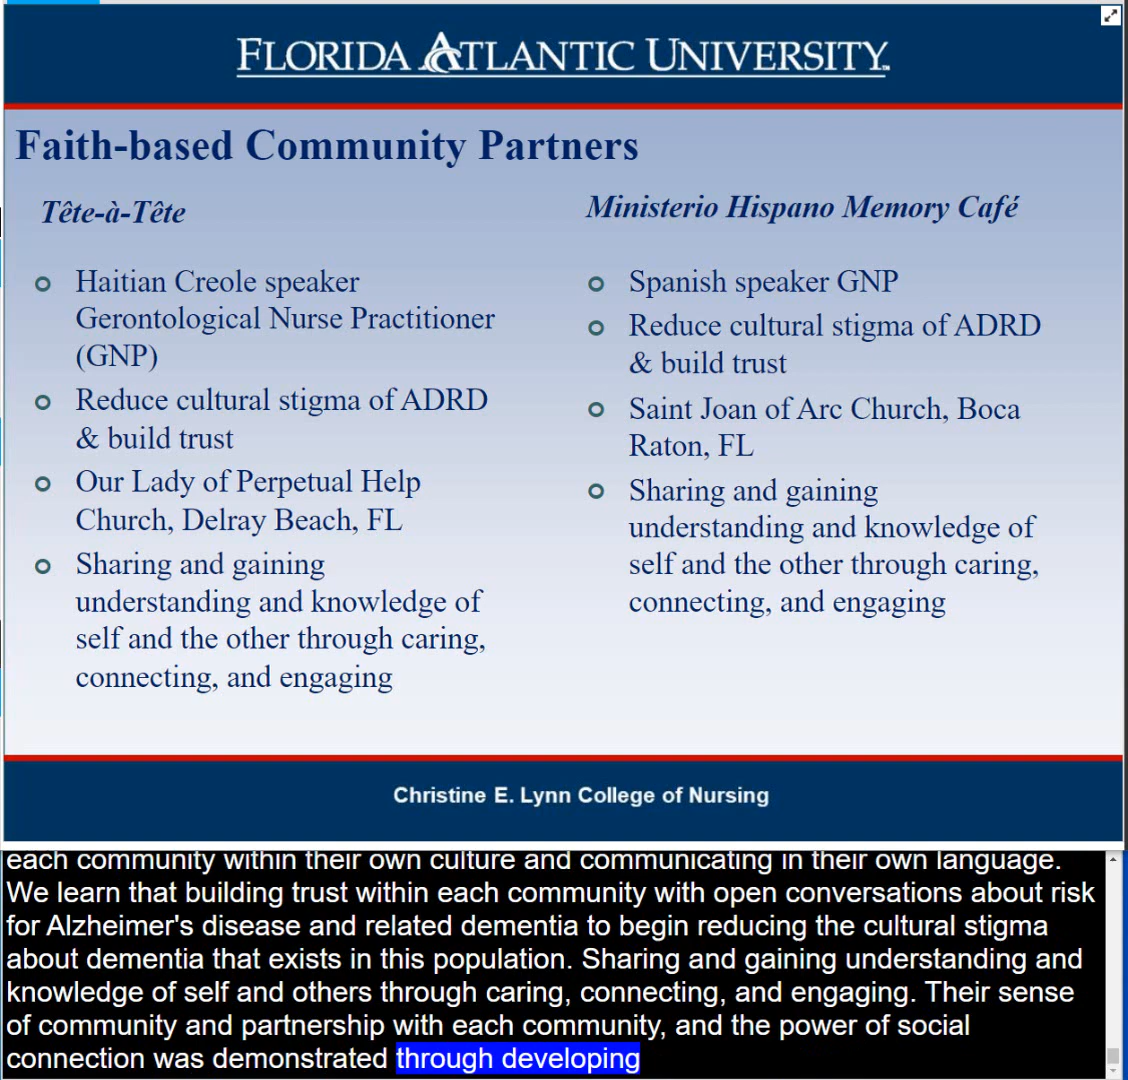 FLORIDA ATLANTIC UNIVERSITY™
Faith-based Community Partners
Tête-à-Tête
Haitian Creole speaker
Gerontological Nurse Practitioner
(GNP)
Reduce cultural stigma of ADRD
& build trust
Our Lady of Perpetual Help
Church, Delray Beach, FL
Sharing and gaining
understanding and knowledge of
self and the other through caring,
connecting, and engaging
Ministerio Hispano Memory Café
Spanish speaker GNP
Reduce cultural stigma of ADRD
& build trust
Saint Joan of Arc Church, Boca
Raton, FL
Sharing and gaining
understanding and knowledge of
self and the other through caring,
connecting, and engaging
Christine E. Lynn College of Nursing
each community within their own culture and communicating in their own language.
We learn that building trust within each community with open conversations about risk
for Alzheimer's disease and related dementia to begin reducing the cultural stigma
about dementia that exists in this population. Sharing and gaining understanding and
knowledge of self and others through caring, connecting, and engaging. Their sense
of community and partnership with each community, and the power of social
connection was demonstrated through developing